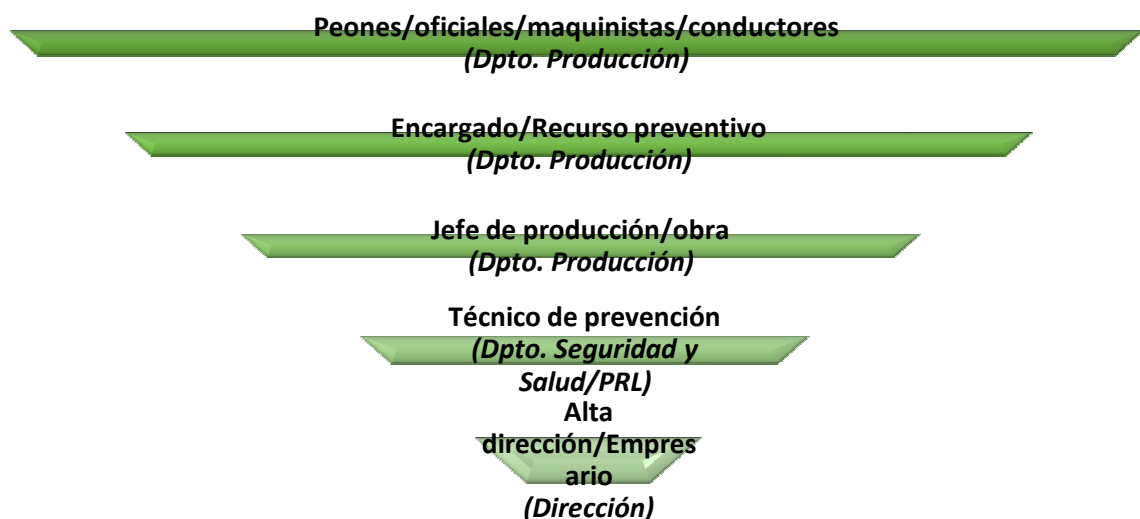 Peones/oficiales/maquinistas/conductores
(Dpto. Producción)
Encargado/Recurso preventivo
(Dpto. Producción)
Jefe de producción/obra
(Dpto. Producción)
Técnico de prevención
(Dpto. Seguridad y
Salud/PRL)
Alta
dirección/Empres
ario
(Dirección)